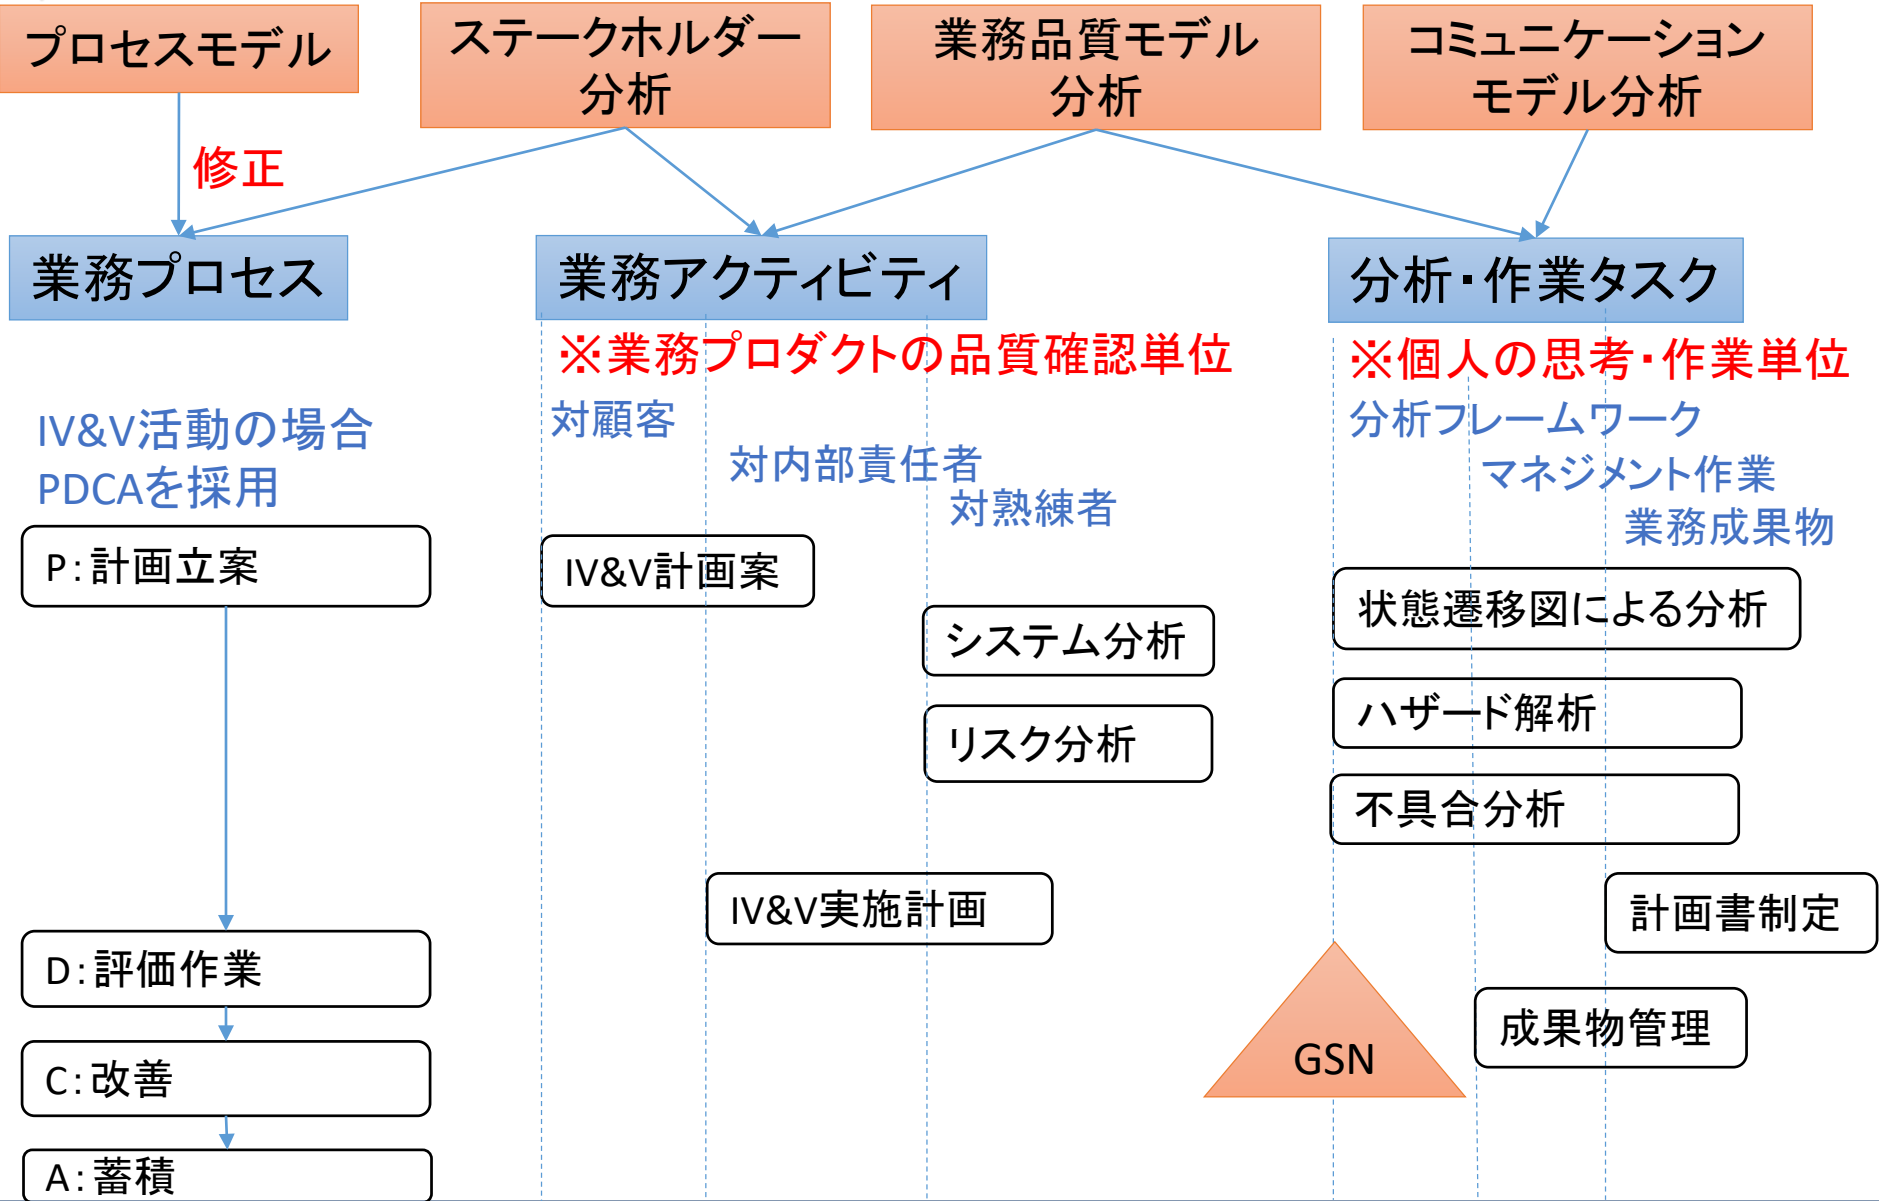 プロセスモデル
ステークホルダー
分析
業務品質モデル
分析
コミュニケーション
モデル分析
修正
業務プロセス
業務アクティビティ
分析・作業タスク
※業務プロダクトの品質確認単位
※個人の思考・作業単位
IV&V活動の場合
PDCAを採用
対顧客
対内部責任者
対熟練者
分析フレームワーク
マネジメント作業
業務成果物
P：計画立案
IV&V計画案
システム分析
リスク分析
IV&V実施計画
状態遷移図による分析
ハザード解析
不具合分析
計画書制定
成果物管理
GSN
D：評価作業
C：改善
A：蓄積